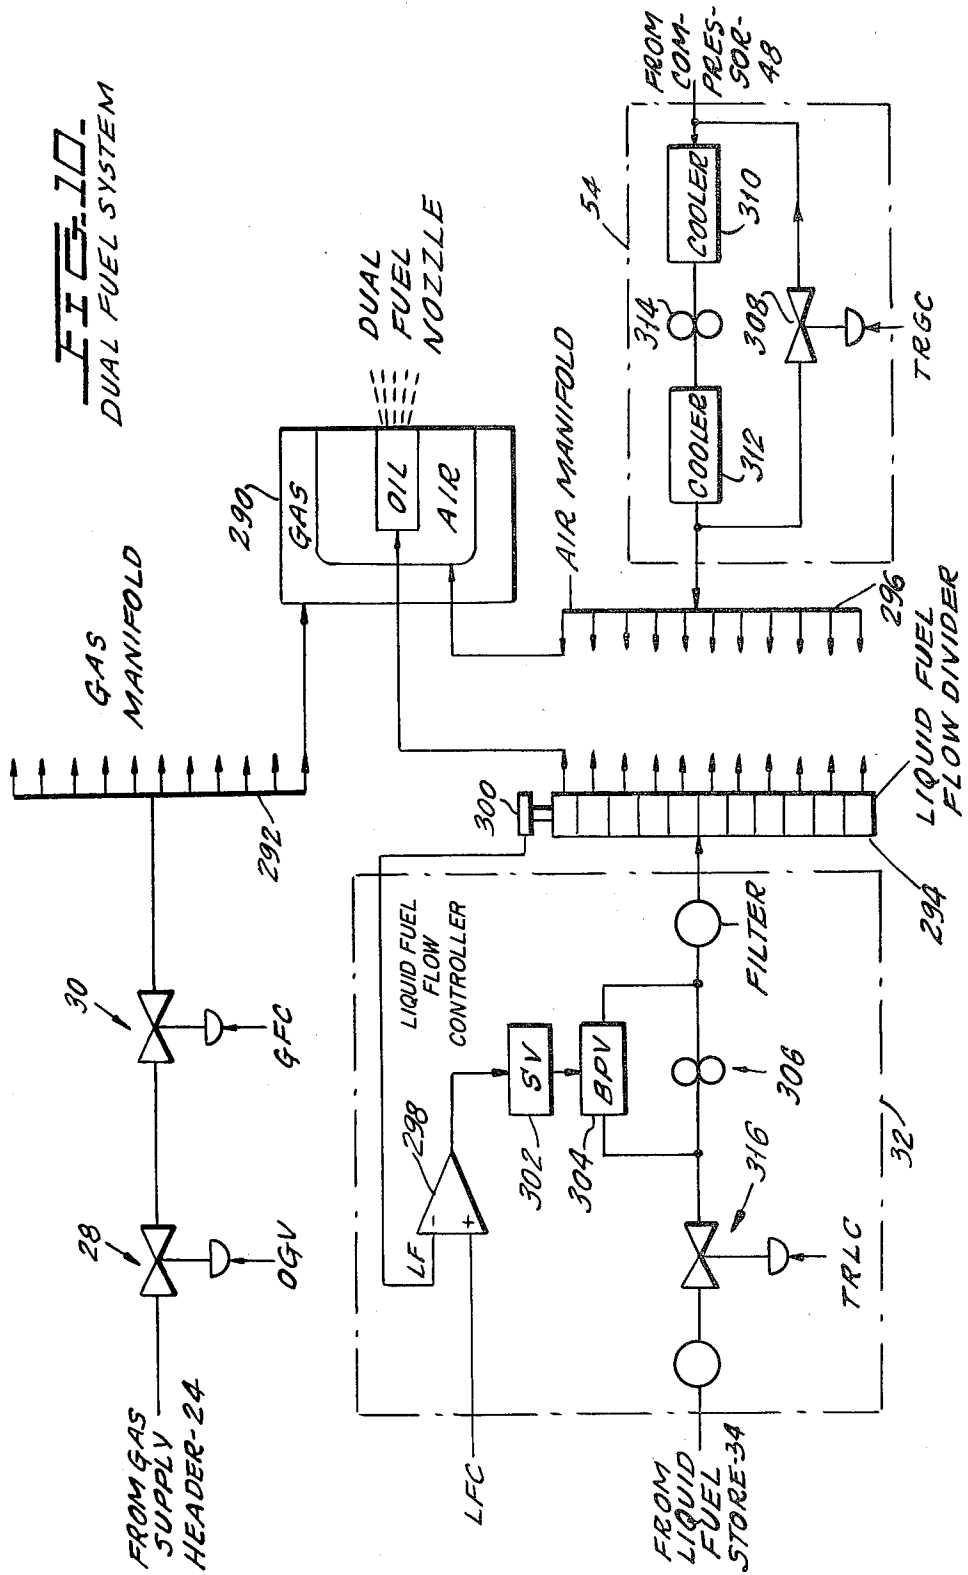 FIG.10.
DUAL FUEL SYSTEM
FROM GAS
SUPPLY
HEADER-24
28
OGV
30
GFC
292
GAS
MANIFOLD
290
GAS
OIL
AIR
DUAL
FUEL
NOZZLE
LFC
LF
-
+
298
LIQUID FUEL
FLOW
CONTROLLER
300
SV
302
BPV
304
FROM
LIQUID
FUEL
STORE-34
TRLC
316
306
FILTER
32
294
LIQUID FUEL
FLOW DIVIDER
296
AIR MANIFOLD
54
COOLER
312
314
COOLER
310
308
TRGC
FROM
COM-
PRES-
SOR-
48